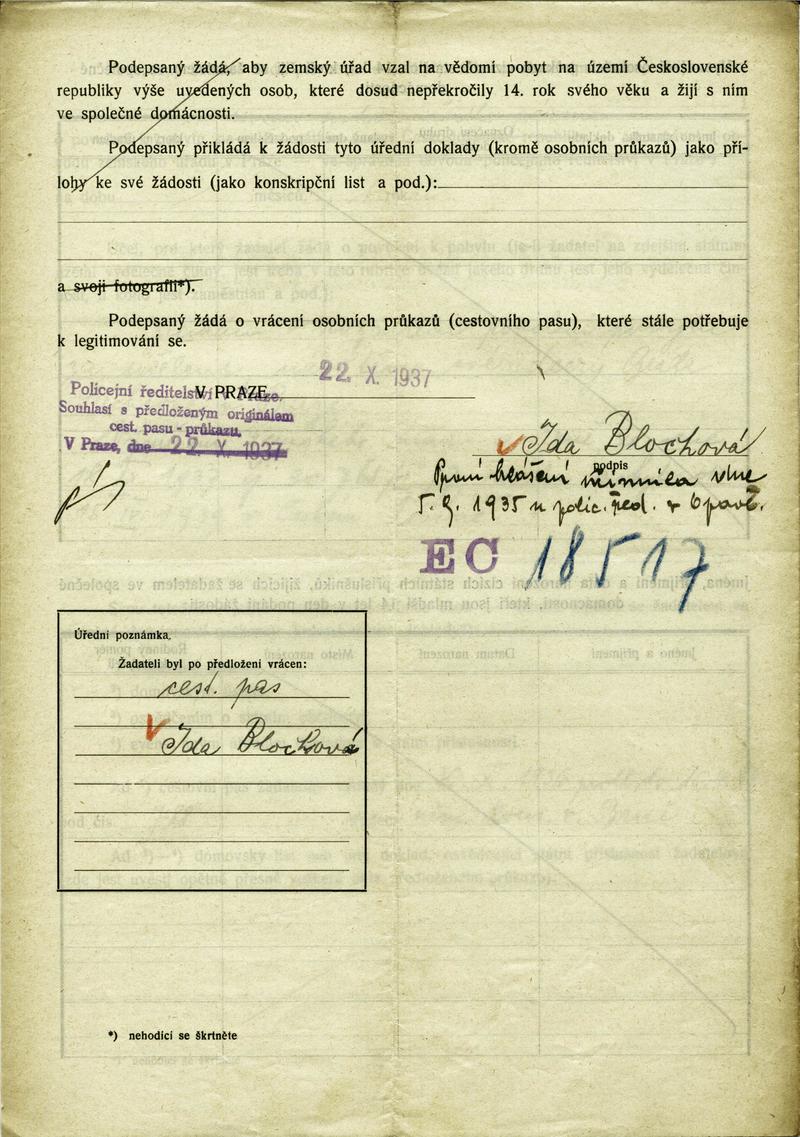 Podepsaný žádá, aby zemský úřad vzal na vědomí pobyt na území Československé
republiky výše uvedených osob, které dosud nepřekročily 14. rok svého věku a žijí s ním
ve společné domácnosti.
Podepsaný přikládá k žádosti tyto úřední doklady (kromě osobních průkazů) jako pří-
lohy ke své žádosti (jako konskripční list a pod.):
a svoji fotografii*).
Podepsaný žádá o vrácení osobních průkazů (cestovního pasu), které stále potřebuje
k legitimování se.
22. X. 1937
V PRAZE
Policejní ředitelství v Praze.
Souhlasí s předloženým originálem
cest. pasu - průkazu.
V Praze, dne 22 X 1937
Ida Blochová
podpis
První hlášení učinila dne
5. 9. 1935 u polic. řed. v Opavě.
EC 18517
Úřední poznámka.
Žadateli byl po předložení vrácen:
cest. pas
Ida Blochová
*) nehodící se škrtněte